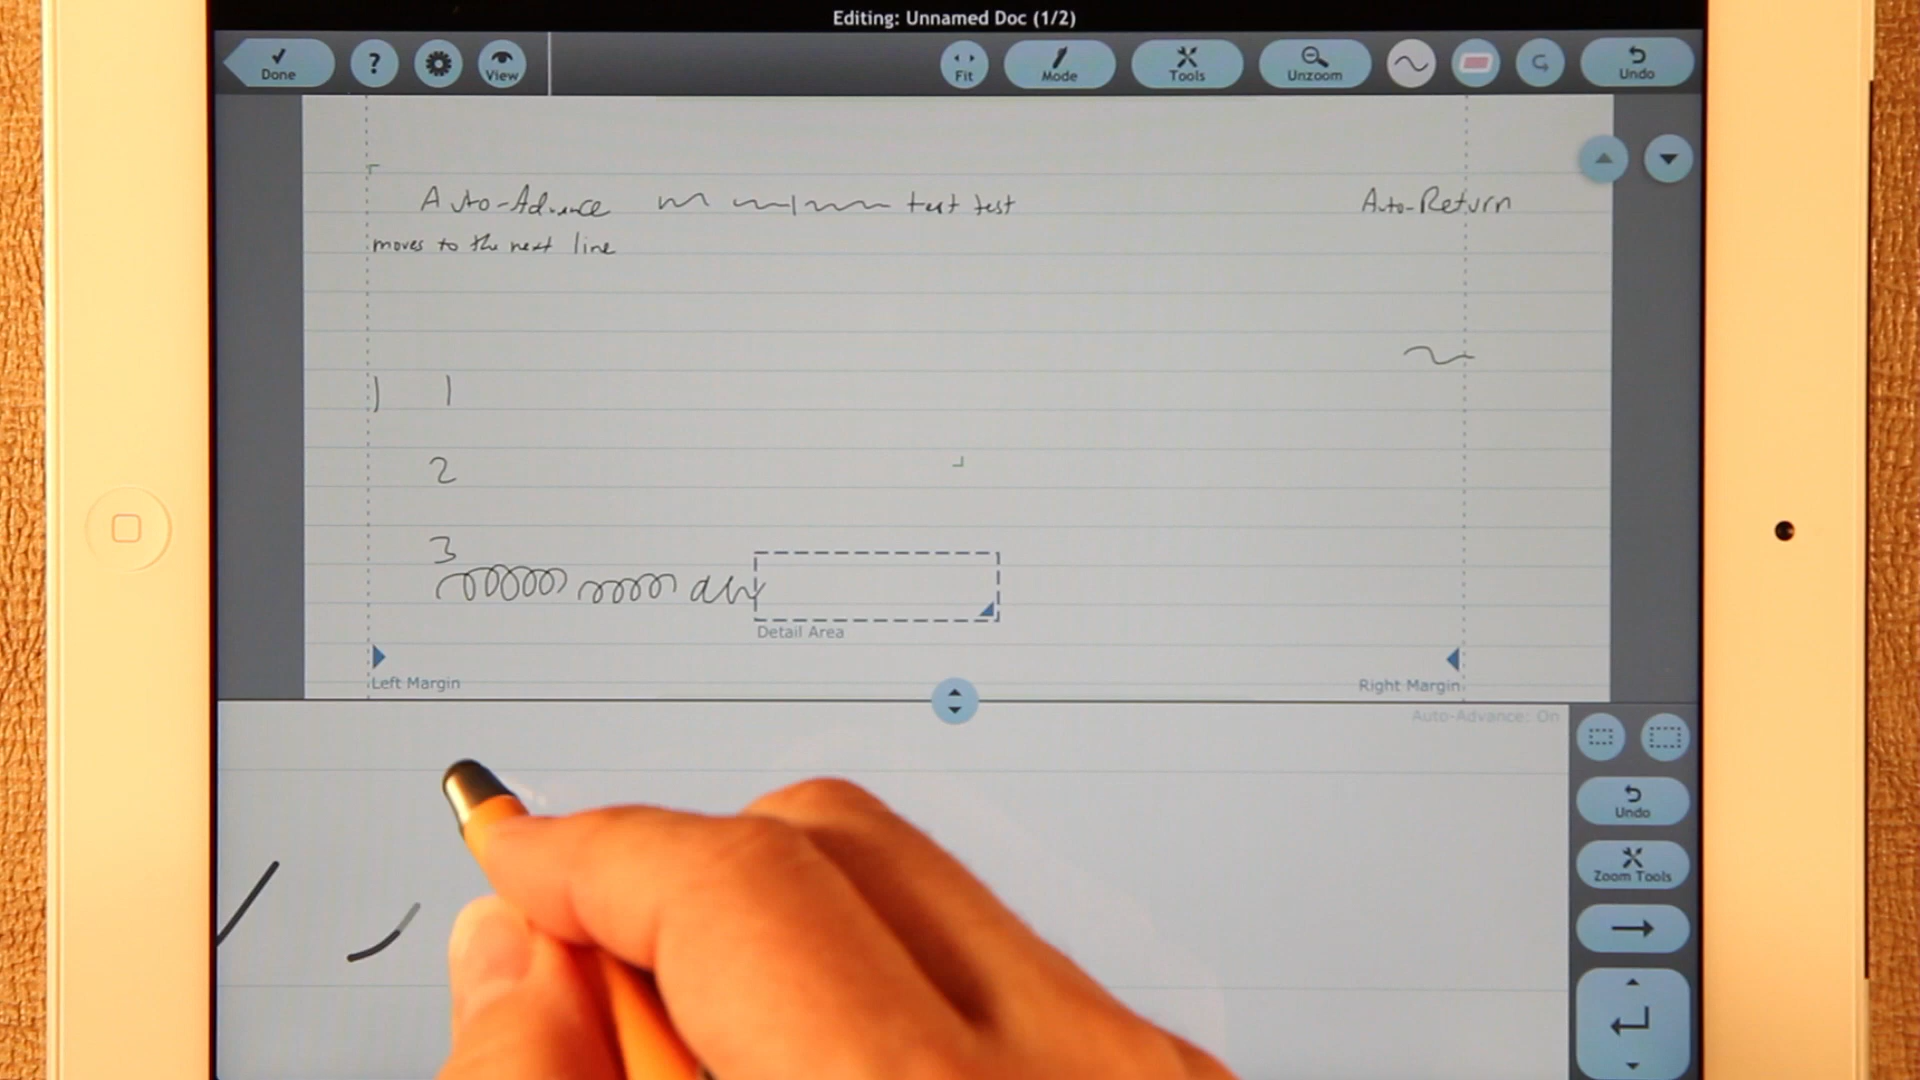 Editing: Unnamed Doc (1/2)
Done
?
View
Fit
Mode
Tools
Unzoom
Undo
Auto-Advance test test
Auto-Return
moves to the next line
1 1
2
3
Detail Area
Left Margin
Right Margin
Auto-Advance: On
Undo
Zoom Tools